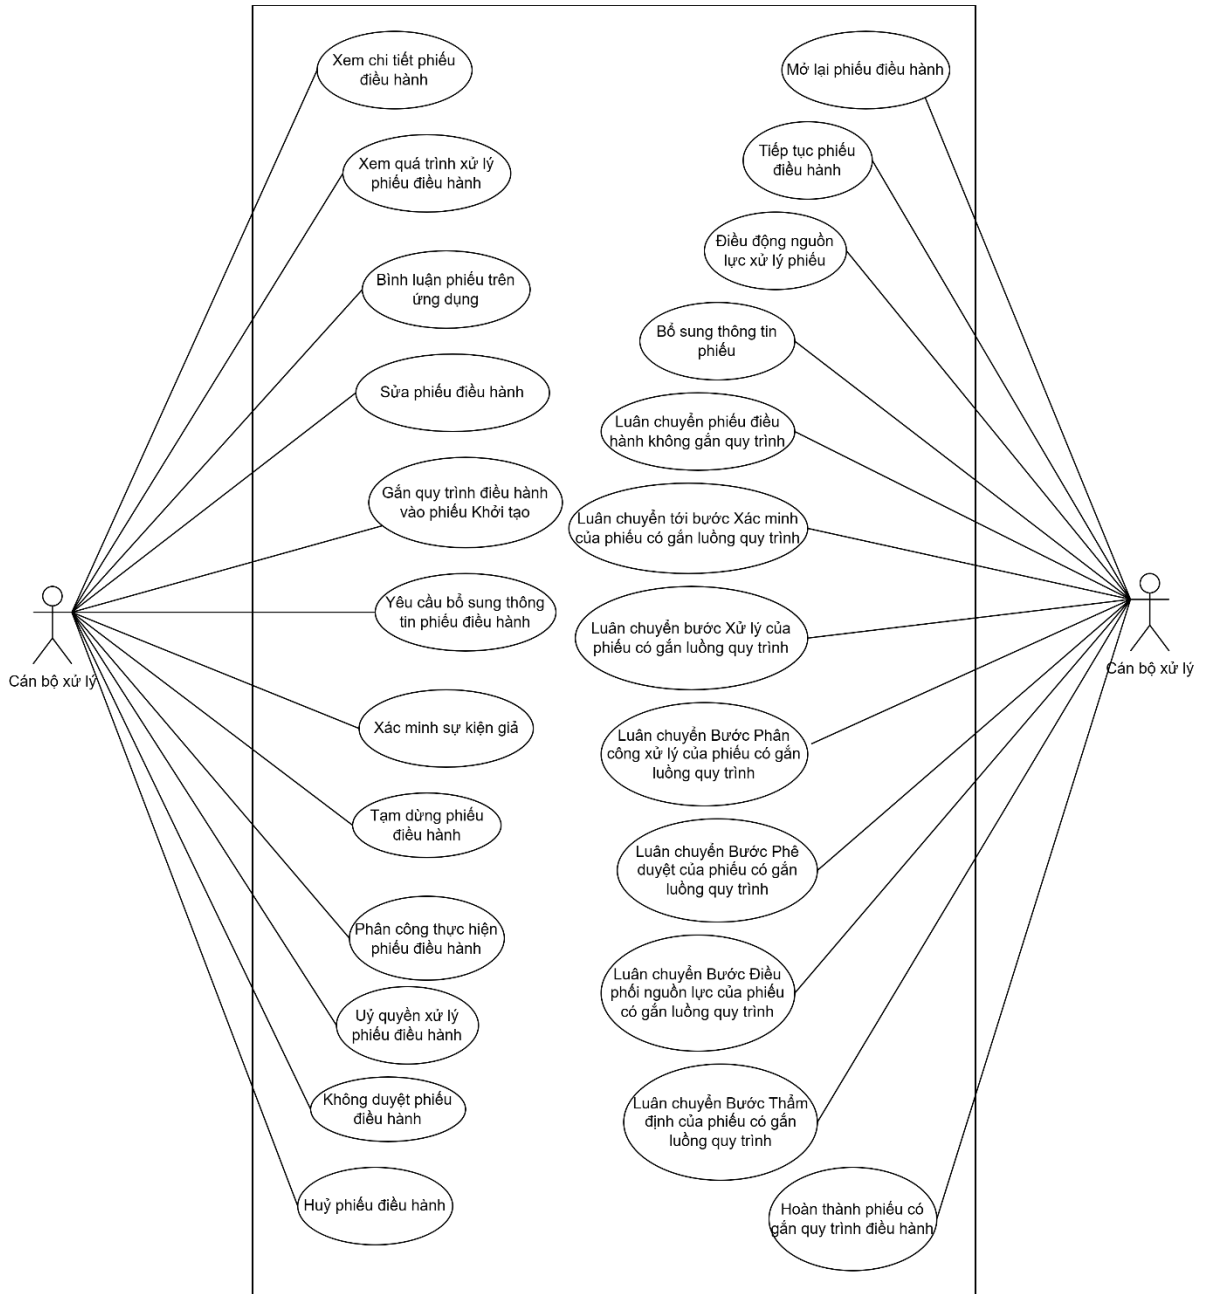 Xem chi tiết phiếu
điều hành
Xem quá trình xử lý
phiếu điều hành
Bình luận phiếu trên
ứng dụng
Sửa phiếu điều hành
Gắn quy trình điều hành
vào phiếu Khởi tạo
Yêu cầu bổ sung thông
tin phiếu điều hành
Cán bộ xử lý
Xác minh sự kiện giả
Tạm dừng phiếu
điều hành
Phân công thực hiện
phiếu điều hành
Uỷ quyền xử lý
phiếu điều hành
Không duyệt phiếu
điều hành
Huỷ phiếu điều hành
Mở lại phiếu điều hành
Tiếp tục phiếu
điều hành
Điều động nguồn
lực xử lý phiếu
Bổ sung thông tin
phiếu
Luân chuyển phiếu điều
hành không gắn quy trình
Luân chuyển tới bước Xác minh
của phiếu có gắn luồng quy trình
Luân chuyển bước Xử lý của
phiếu có gắn luồng quy trình
Cán bộ xử lý
Luân chuyển Bước Phân
công xử lý của phiếu có gắn
luồng quy trình
Luân chuyển Bước Phê
duyệt của phiếu có gắn
luồng quy trình
Luân chuyển Bước Điều
phối nguồn lực của phiếu
có gắn luồng quy trình
Luân chuyển Bước Thẩm
định của phiếu có gắn
luồng quy trình
Hoàn thành phiếu có
gắn quy trình điều hành